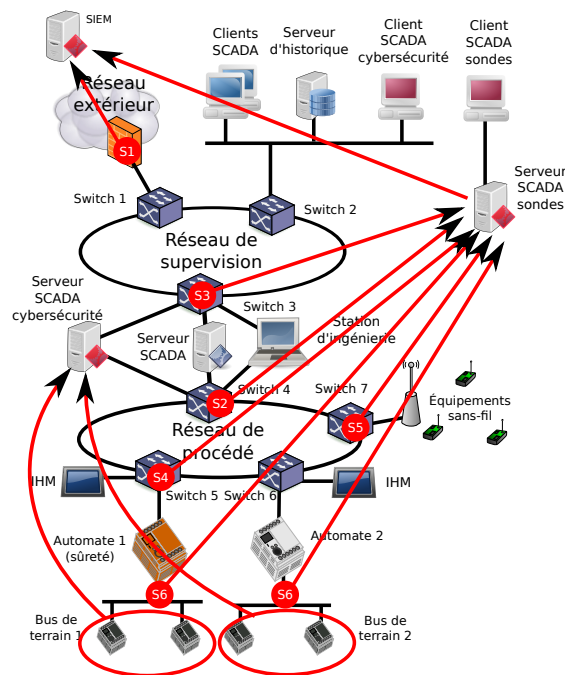 SIEM
Réseau
extérieur
S1
Clients
SCADA
Serveur
d'historique
Client
SCADA
cybersécurité
Client
SCADA
sondes
Switch 1
Switch 2
Serveur
SCADA
sondes
Réseau de
supervision
S3
Switch 3
Serveur
SCADA
cybersécurité
Serveur
SCADA
Station
d'ingénierie
S2
Switch 4
Switch 7
S5
Équipements
sans-fil
Réseau de
procédé
S4
IHM
Switch 5
Switch 6
IHM
Automate 1
(sûreté)
Automate 2
S6
S6
Bus de
terrain 1
Bus de
terrain 2